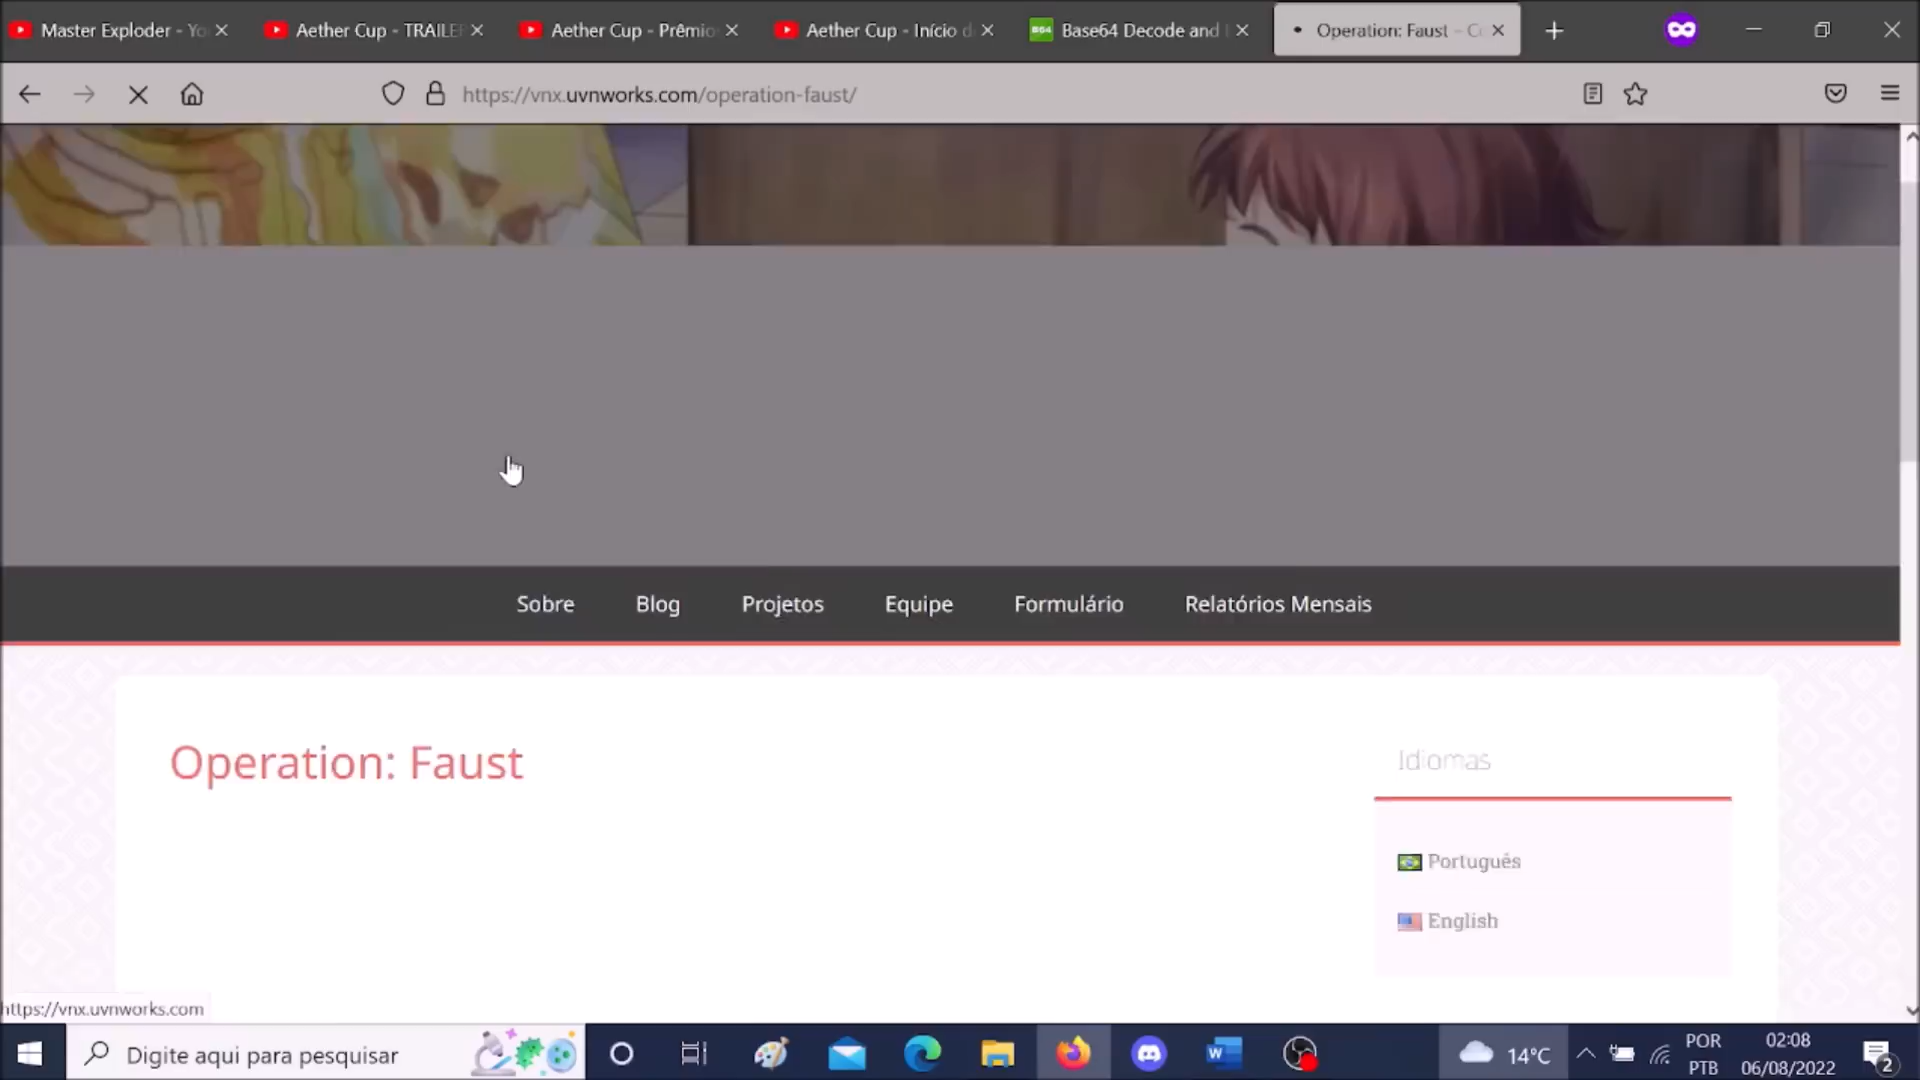 Master Exploder - Yo
Aether Cup - TRAILE
Aether Cup - Prêmio
Aether Cup - Início d
Base64 Decode and
Operation: Faust - C
https://vnx.uvnworks.com/operation-faust/
Sobre
Blog
Projetos
Equipe
Formulário
Relatórios Mensais
Operation: Faust
Idiomas
Português
English
https://vnx.uvnworks.com
Digite aqui para pesquisar
14°C
POR
PTB
02:08
06/08/2022
2